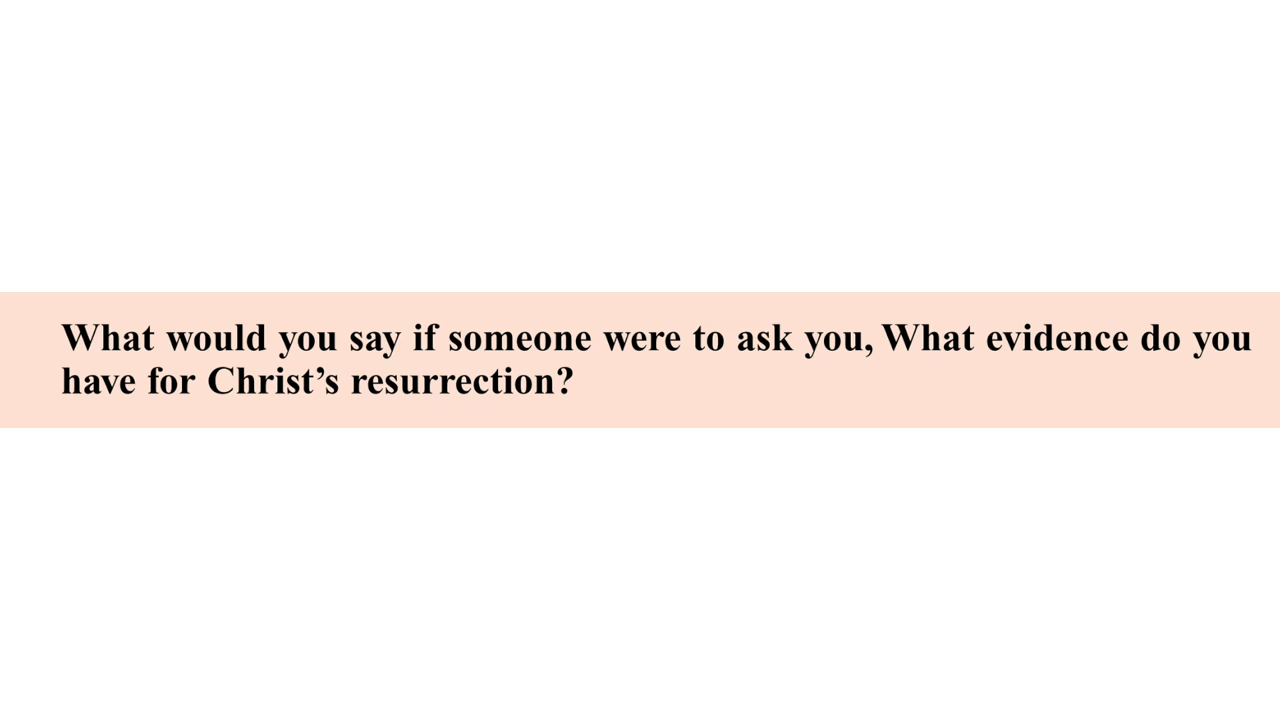 What would you say if someone were to ask you, What evidence do you
have for Christ’s resurrection?